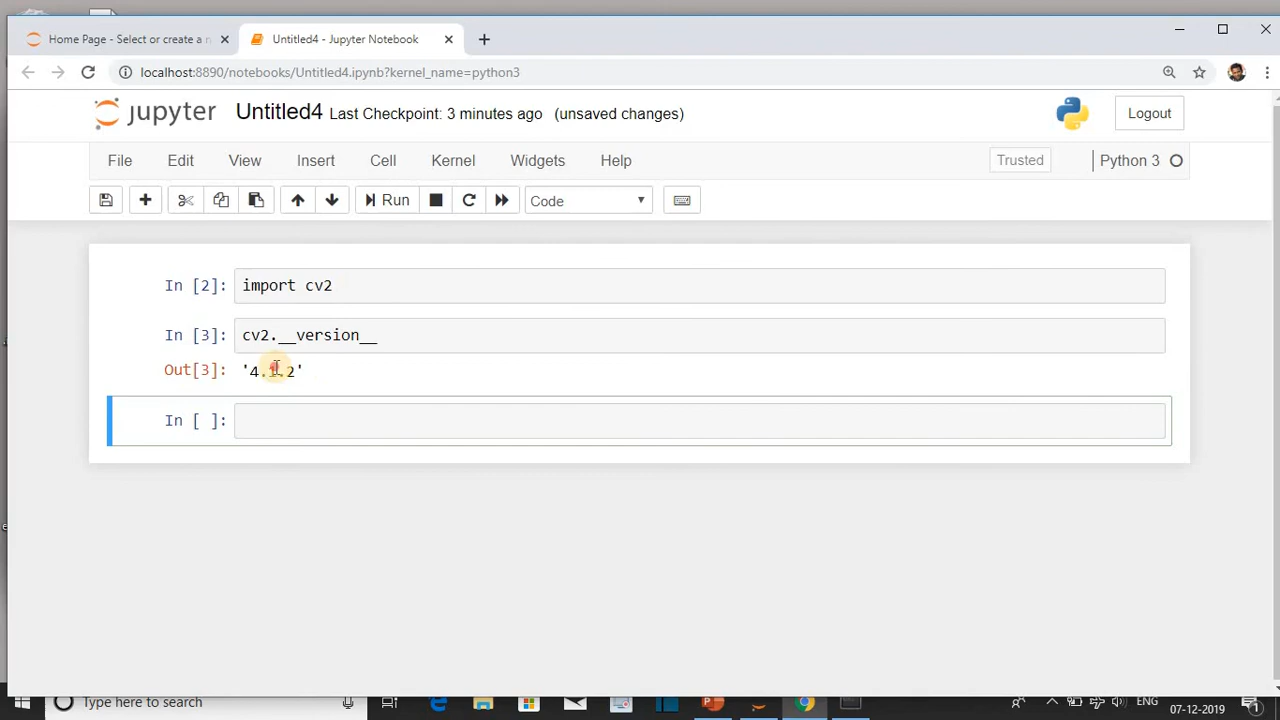 Home Page - Select or create a n
Untitled4 - Jupyter Notebook
localhost:8890/notebooks/Untitled4.ipynb?kernel_name=python3
jupyter Untitled4 Last Checkpoint: 3 minutes ago (unsaved changes) Logout
File Edit View Insert Cell Kernel Widgets Help Trusted Python 3
Run Code
In [2]: import cv2
In [3]: cv2.__version__
Out[3]: '4.1.2'
In [ ]:
Type here to search
ENG
07-12-2019